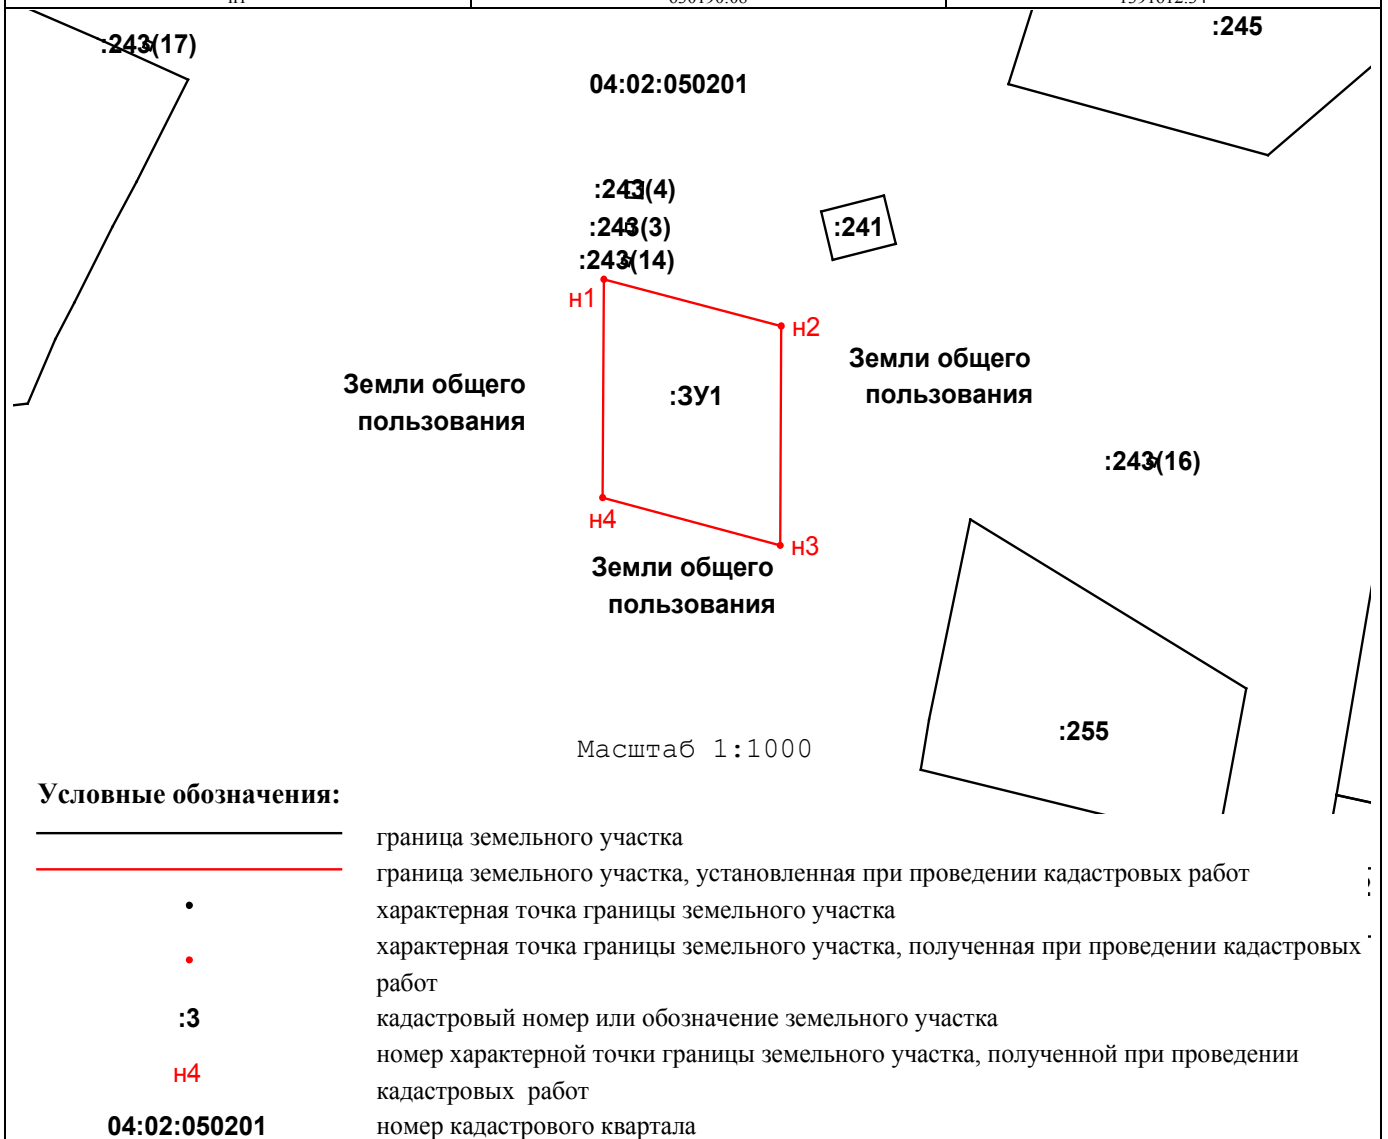 :243(17)
:245
04:02:050201
:243(4)
:243(3)
:241
:243(14)
н1
н2
Земли общего
пользования
:ЗУ1
Земли общего
пользования
:243(16)
н4
н3
Земли общего
пользования
:255
Масштаб 1:1000
Условные обозначения:
граница земельного участка
граница земельного участка, установленная при проведении кадастровых работ
характерная точка границы земельного участка
характерная точка границы земельного участка, полученная при проведении кадастровых
работ
:3
кадастровый номер или обозначение земельного участка
н4
номер характерной точки границы земельного участка, полученной при проведении
кадастровых работ
04:02:050201
номер кадастрового квартала